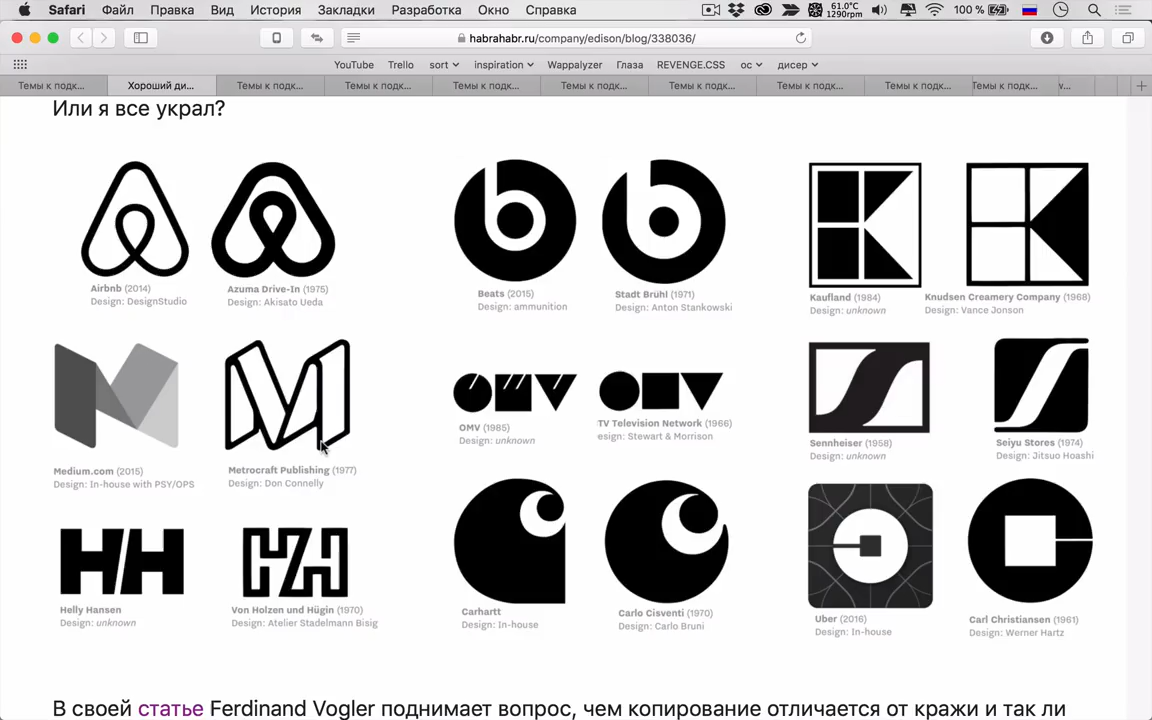 Safari Файл Правка Вид История Закладки Разработка Окно Справка 61.0°C 1290rpm 100 %
habrahabr.ru/company/edison/blog/338036/
YouTube Trello sort inspiration Wappalyzer Глаза REVENGE.CSS ос дисер
Темы к подк... Хороший ди... Темы к подк... Темы к подк... Темы к подк... Темы к подк... Темы к подк... Темы к подк... Темы к подк... Темы к подк...
Или я все украл?
Airbnb (2014)
Design: DesignStudio
Azuma Drive-In (1975)
Design: Akisato Ueda
b
Beats (2015)
Design: ammunition
b
Stadt Brühl (1971)
Design: Anton Stankowski
K
Kaufland (1984)
Design: unknown
K
Knudsen Creamery Company (1968)
Design: Vance Jonson
M
Medium.com (2015)
Design: In-house with PSY/OPS
M
Metrocraft Publishing (1977)
Design: Don Connelly
OMV
OMV (1985)
Design: unknown
TV Television Network (1966)
esign: Stewart & Morrison
Sennheiser (1958)
Design: unknown
Seiyu Stores (1974)
Design: Jitsuo Hoashi
HH
Helly Hansen
Design: unknown
HZH
Von Holzen und Hügin (1970)
Design: Atelier Stadelmann Bisig
Carhartt
Design: In-house
Carlo Cisventi (1970)
Design: Carlo Bruni
Uber (2016)
Design: In-house
Carl Christiansen (1961)
Design: Werner Hartz
В своей статье Ferdinand Vogler поднимает вопрос, чем копирование отличается от кражи и так ли